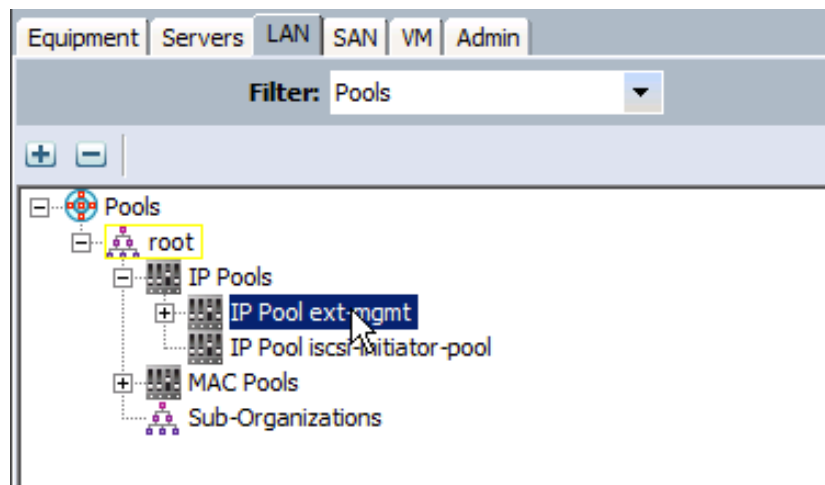 Equipment Servers LAN SAN VM Admin
Filter: Pools
Pools
root
IP Pools
IP Pool ext-mgmt
IP Pool iscsi-initiator-pool
MAC Pools
Sub-Organizations